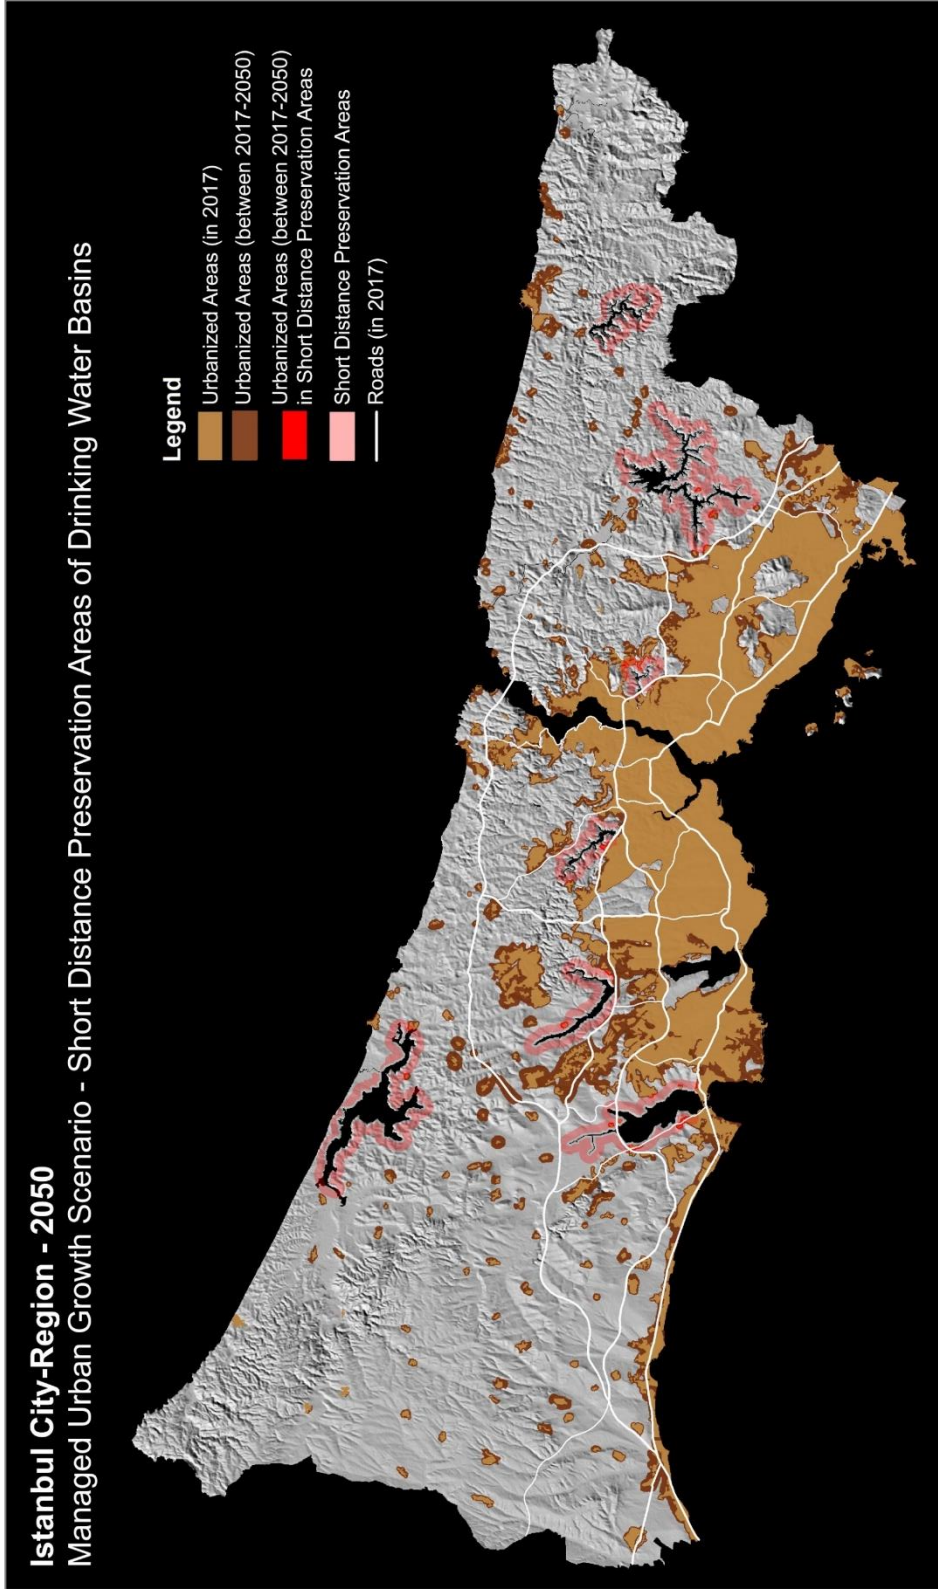 Istanbul City-Region - 2050
Managed Urban Growth Scenario - Short Distance Preservation Areas of Drinking Water Basins
Legend
Urbanized Areas (in 2017)
Urbanized Areas (between 2017-2050)
Urbanized Areas (between 2017-2050)
in Short Distance Preservation Areas
Short Distance Preservation Areas
Roads (in 2017)